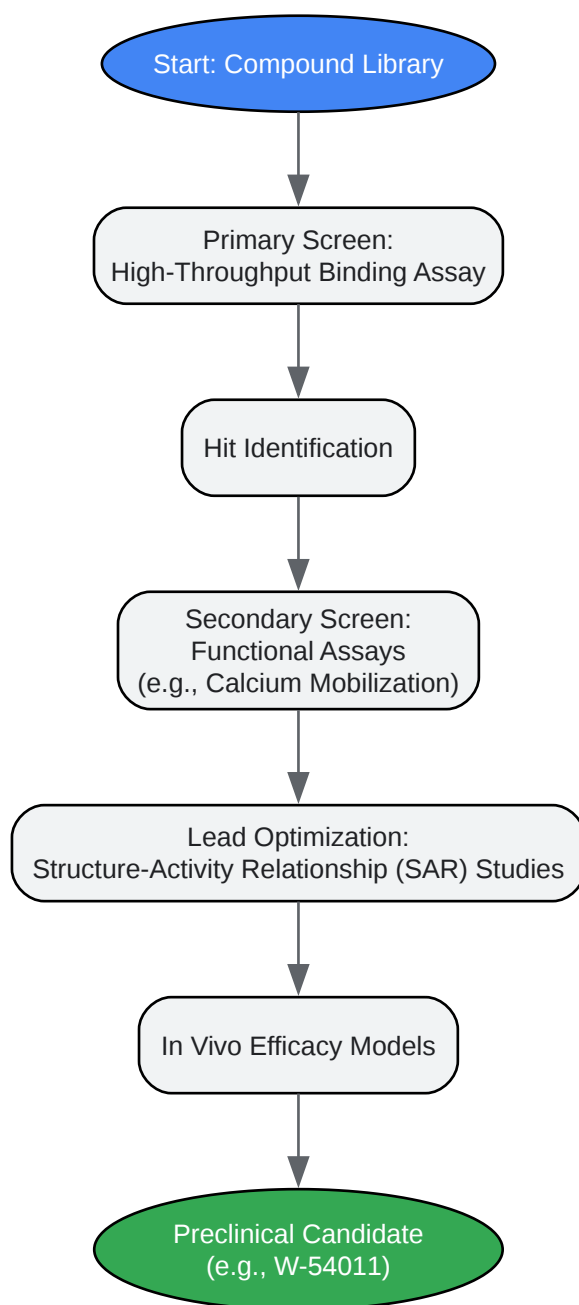 Start: Compound Library
Primary Screen:
High-Throughput Binding Assay
Hit Identification
Secondary Screen:
Functional Assays
(e.g., Calcium Mobilization)
Lead Optimization:
Structure-Activity Relationship (SAR) Studies
In Vivo Efficacy Models
Preclinical Candidate
(e.g., W-54011)